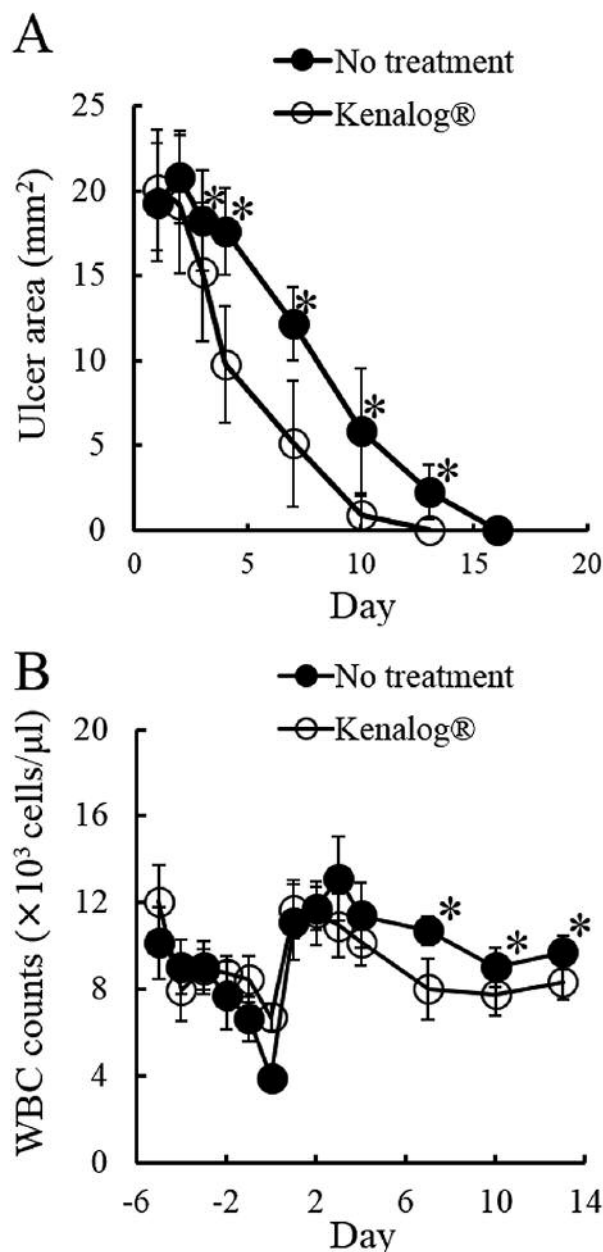 A
No treatment
Kenalog®
25
20
15
10
5
0
Ulcer area (mm²)
*
*
*
*
*
0 5 10 15 20
Day
B
No treatment
Kenalog®
20
16
12
8
4
0
WBC counts (×10³ cells/µl)
*
*
*
-6 -2 2 6 10 14
Day